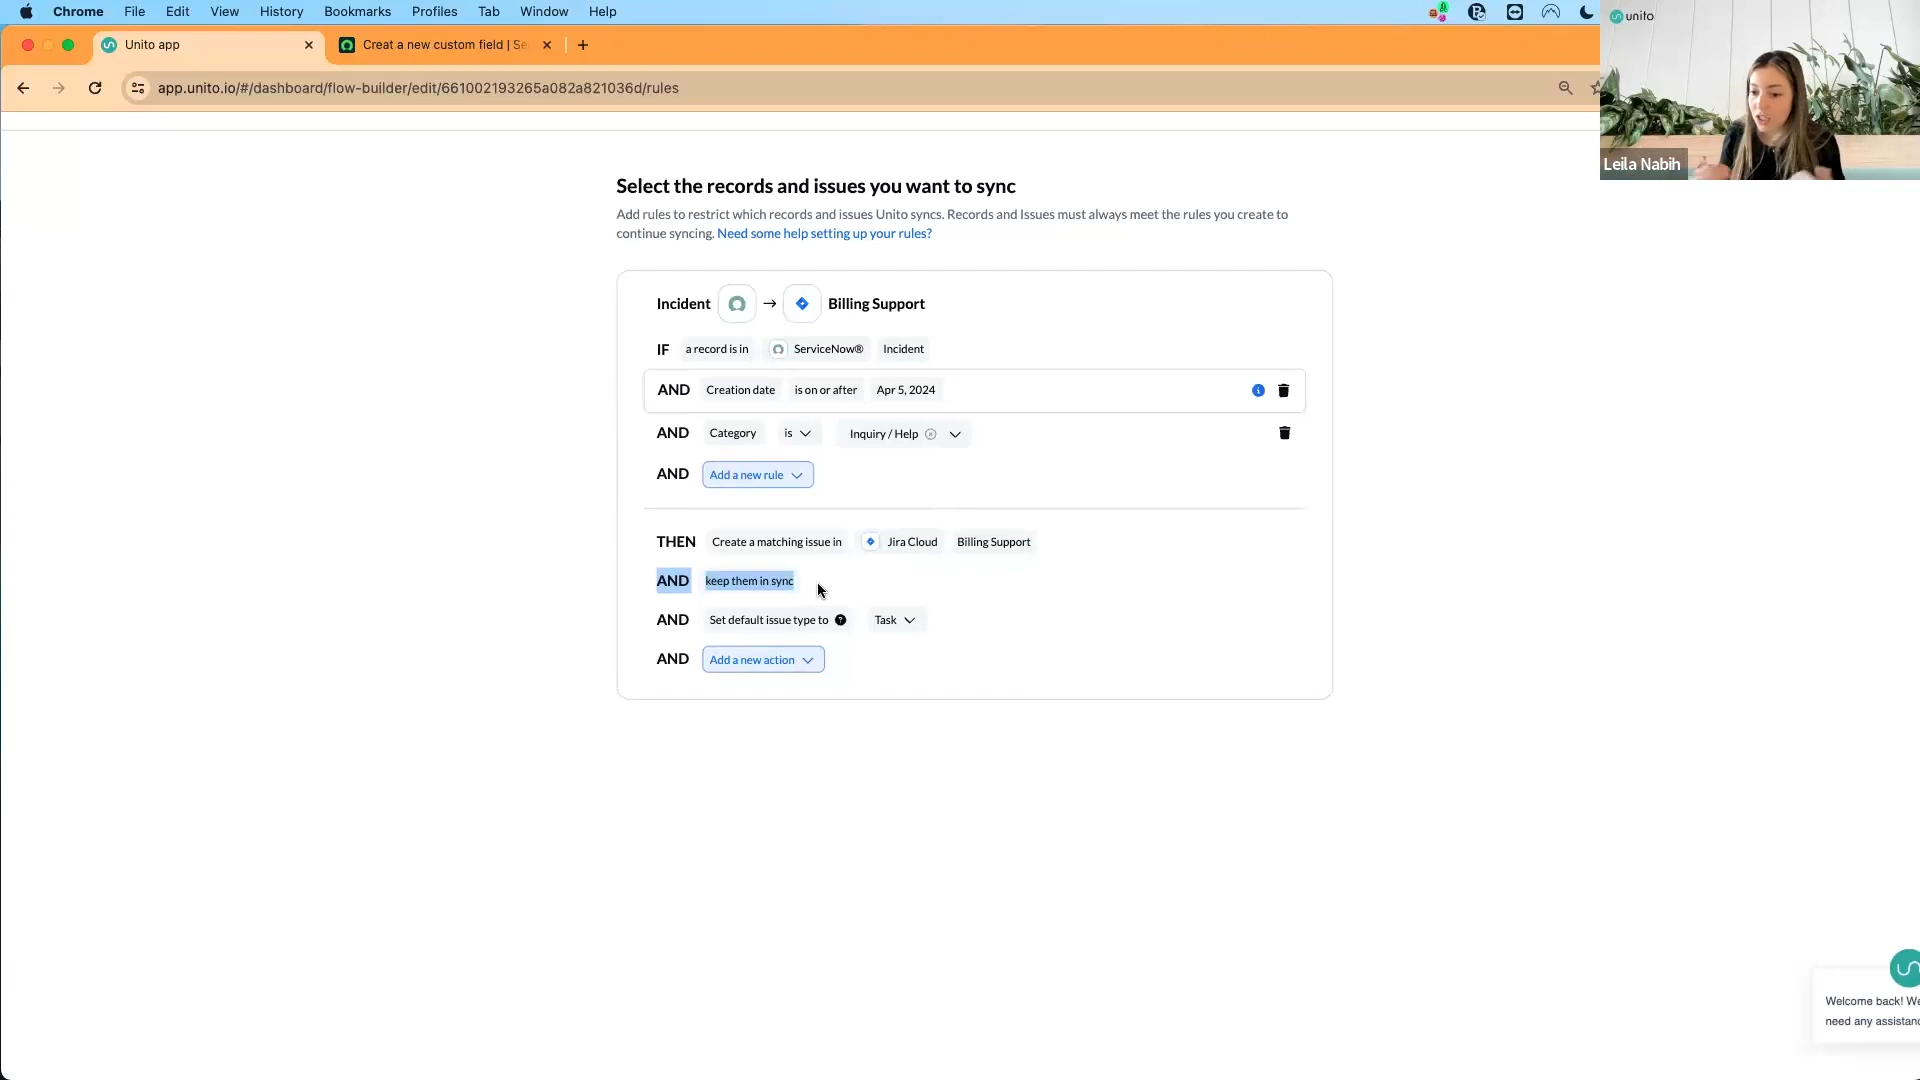 Chrome File Edit View History Bookmarks Profiles Tab Window Help
unito
Unito app
Creat a new custom field | Se
app.unito.io/#/dashboard/flow-builder/edit/661002193265a082a821036d/rules
Leila Nabih
Select the records and issues you want to sync
Add rules to restrict which records and issues Unito syncs. Records and Issues must always meet the rules you create to
continue syncing. Need some help setting up your rules?
Incident → Billing Support
IF a record is in ServiceNow® Incident
AND Creation date is on or after Apr 5, 2024
AND Category is Inquiry / Help
AND Add a new rule
THEN Create a matching issue in Jira Cloud Billing Support
AND keep them in sync
AND Set default issue type to ? Task
AND Add a new action
Welcome back! We
need any assistanc